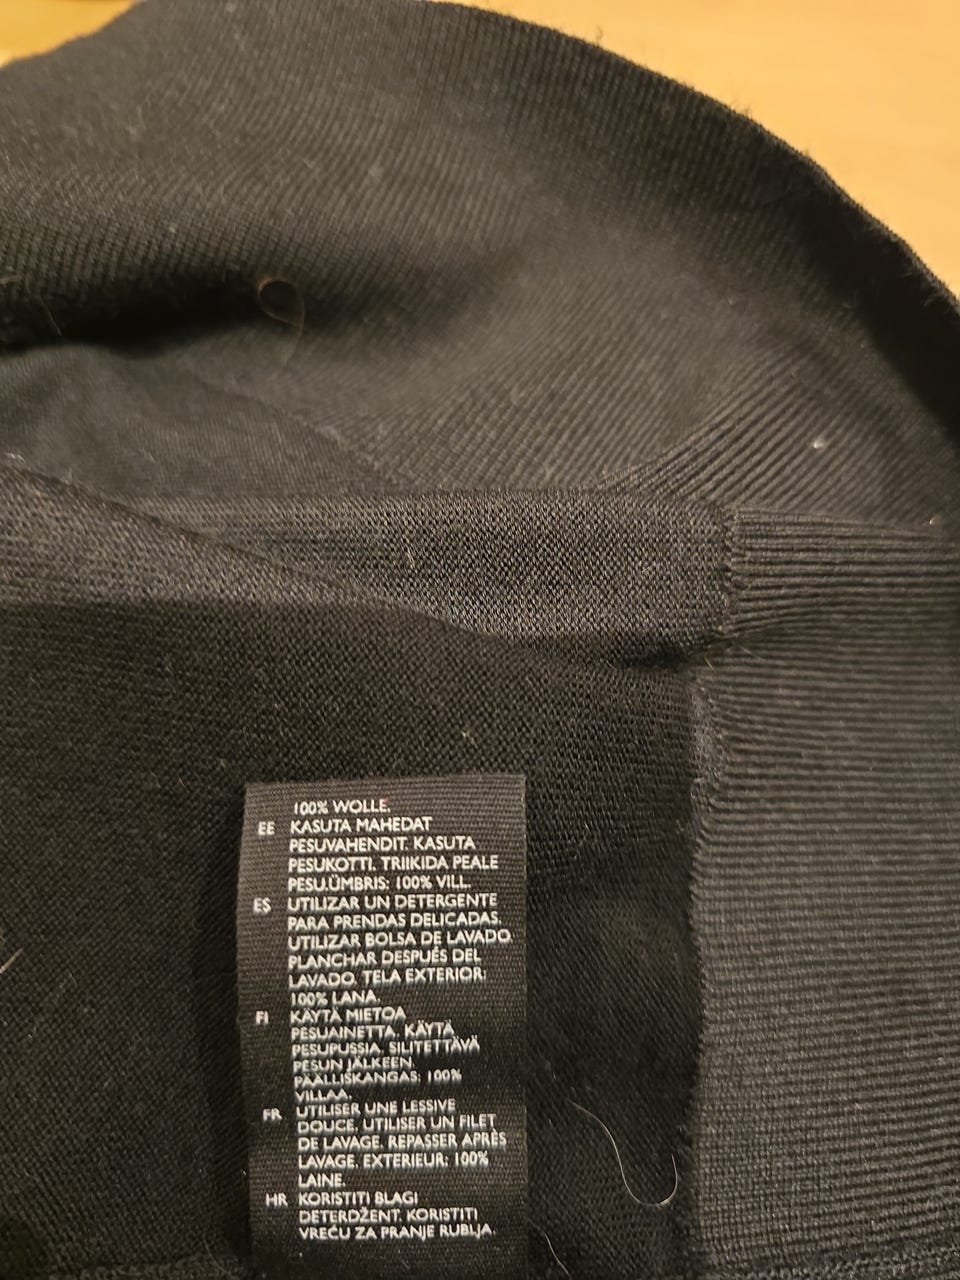 100% WOLLE.
EE KASUTA MAHEDAT
PESUVAHENDIT. KASUTA
PESUKOTTI. TRIIKIDA PEALE
PESU.ÜMBRIS: 100% VILL.
ES UTILIZAR UN DETERGENTE
PARA PRENDAS DELICADAS.
UTILIZAR BOLSA DE LAVADO.
PLANCHAR DESPUÉS DEL
LAVADO. TELA EXTERIOR:
100% LANA.
FI KÄYTÄ MIETOA
PESUAINETTA. KÄYTÄ
PESUPUSSIA. SILITETTÄVÄ
PESUN JÄLKEEN.
PÄÄLLISKANGAS: 100%
VILLAA.
FR UTILISER UNE LESSIVE
DOUCE. UTILISER UN FILET
DE LAVAGE. REPASSER APRÈS
LAVAGE. EXTERIEUR: 100%
LAINE.
HR KORISTITI BLAGI
DETERDŽENT. KORISTITI
VREĆU ZA PRANJE RUBLJA.